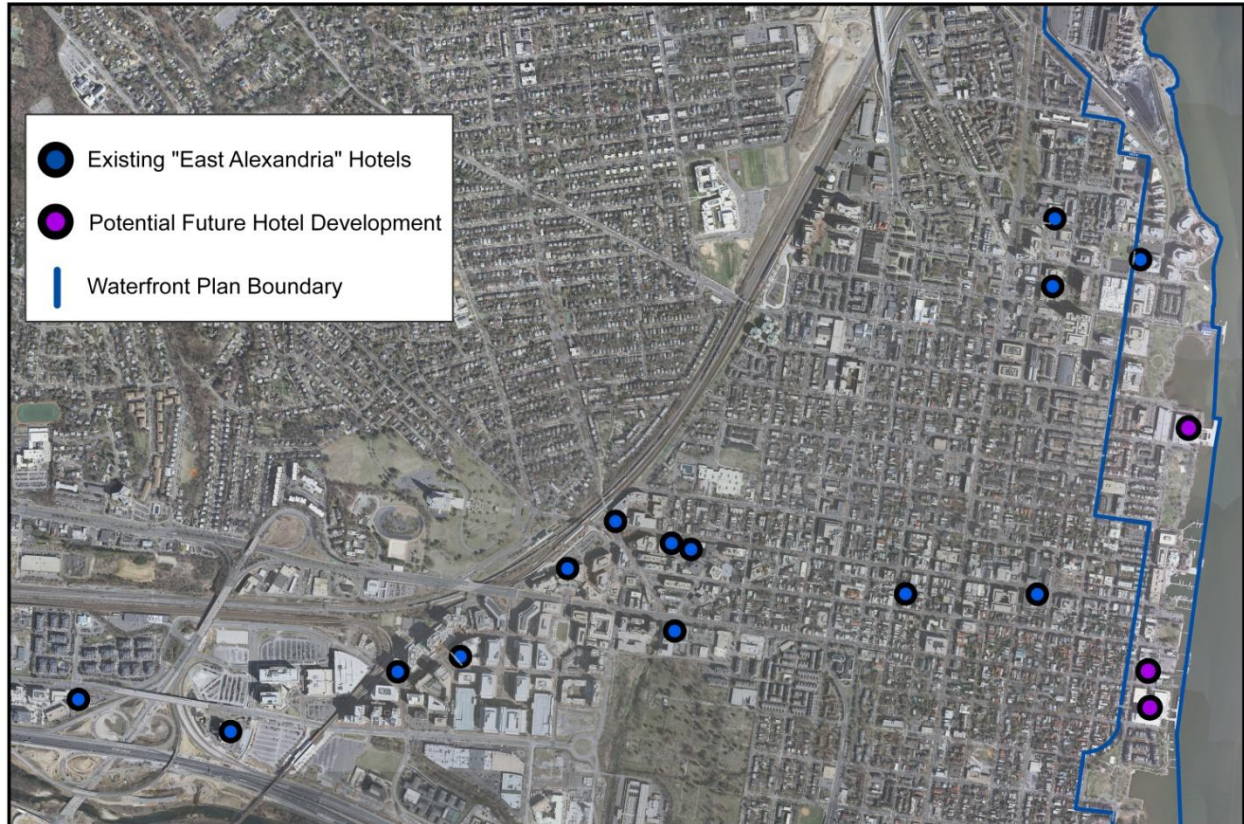 Existing "East Alexandria" Hotels
Potential Future Hotel Development
Waterfront Plan Boundary